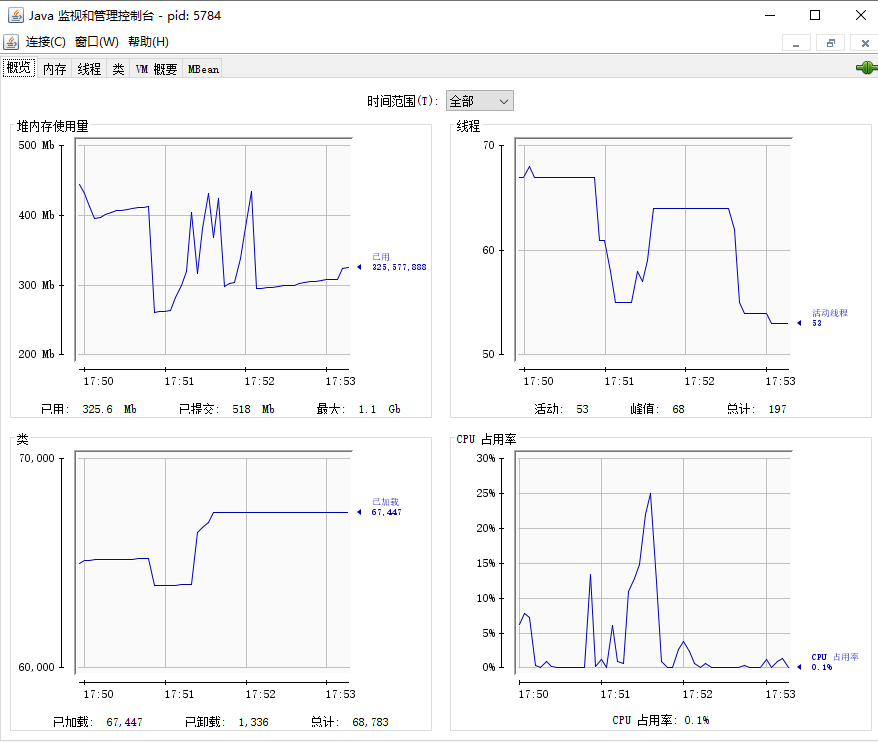 Java 监视和管理控制台 - pid: 5784
连接(C) 窗口(W) 帮助(H)
概览 内存 线程 类 VM 概要 MBean
时间范围(T): 全部
堆内存使用量
500 Mb
400 Mb
300 Mb
200 Mb
已用
325,577,888
17:50 17:51 17:52 17:53
已用: 325.6 Mb 已提交: 518 Mb 最大: 1.1 Gb
线程
70
60
50
活动线程
53
17:50 17:51 17:52 17:53
活动: 53 峰值: 68 总计: 197
类
70,000
60,000
已加载
67,447
17:50 17:51 17:52 17:53
已加载: 67,447 已卸载: 1,336 总计: 68,783
CPU 占用率
30%
25%
20%
15%
10%
5%
0%
CPU 占用率
0.1%
17:50 17:51 17:52 17:53
CPU 占用率: 0.1%